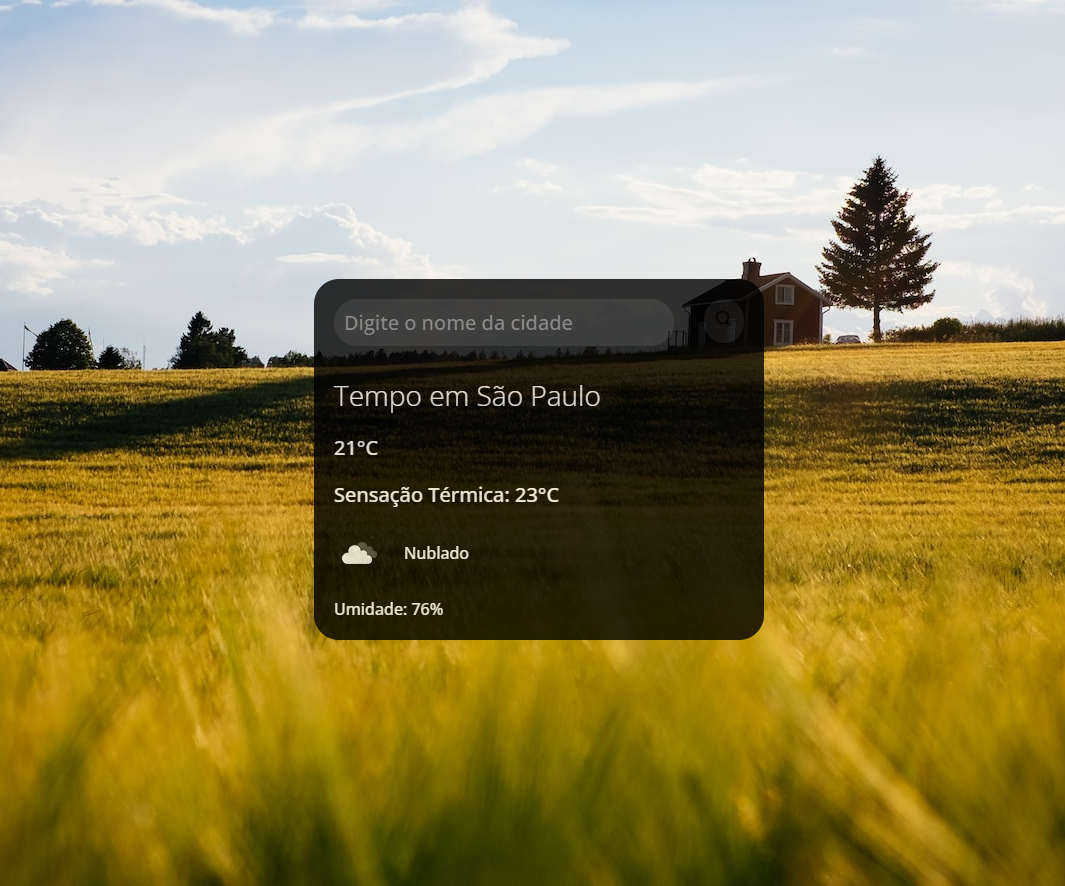 Digite o nome da cidade
Tempo em São Paulo
21°C
Sensação Térmica: 23°C
Nublado
Umidade: 76%